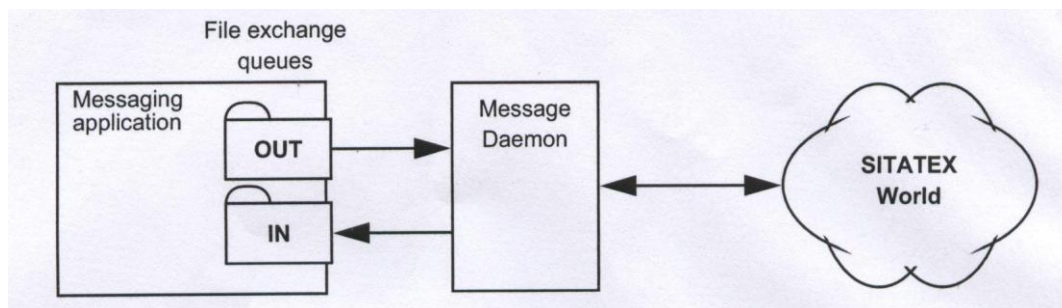 File exchange
queues
Messaging
application
OUT
IN
Message
Daemon
SITATEX
World